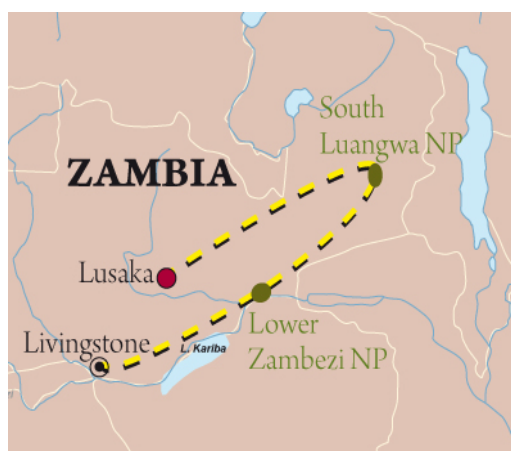 South
Luangwa NP
ZAMBIA
Lusaka
Livingstone
L. Kariba
Lower
Zambezi NP